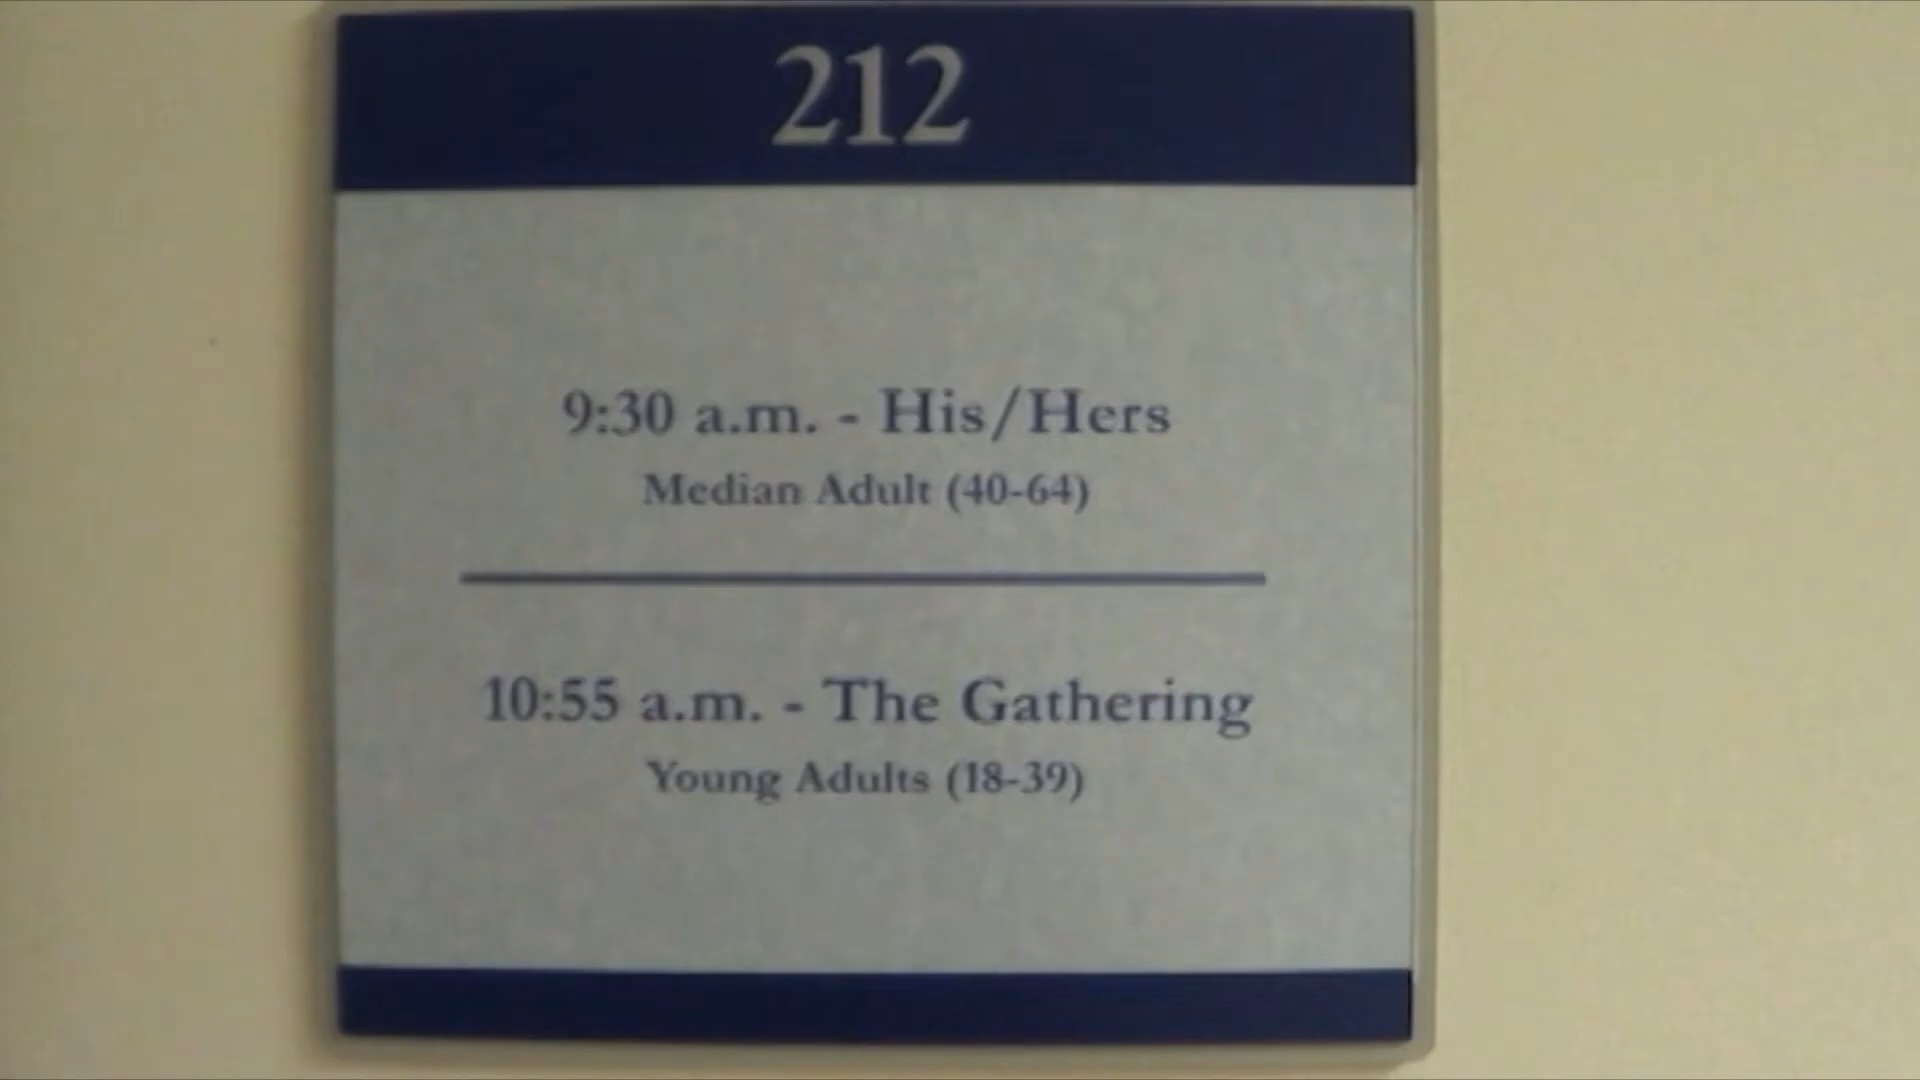 212
9:30 a.m. - His/Hers
Median Adult (40-64)
10:55 a.m. - The Gathering
Young Adults (18-39)